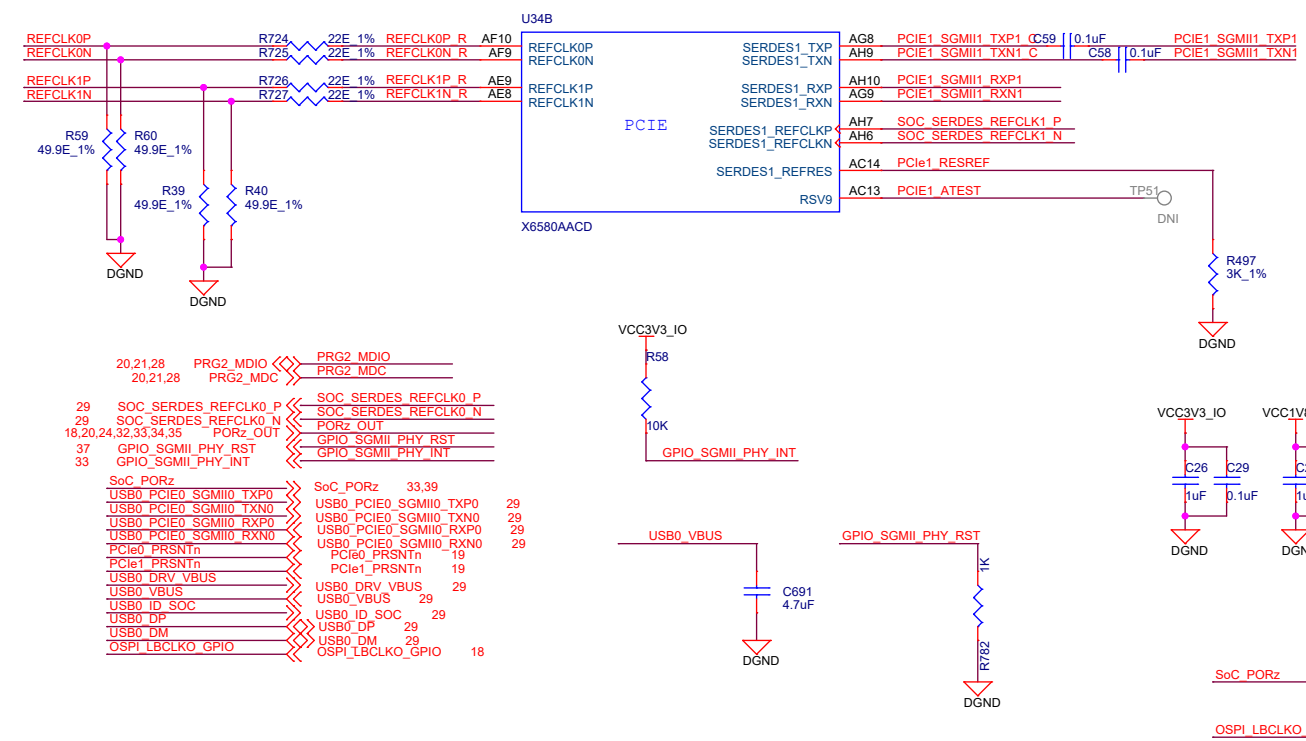 U34B
REFCLK0P R724 22E_1% REFCLK0P_R AF10 REFCLK0P SERDES1_TXP AG8 PCIE1_SGMII1_TXP1_C C59 0.1uF PCIE1_SGMII1_TXP1
REFCLK0N R725 22E_1% REFCLK0N_R AF9 REFCLK0N SERDES1_TXN AH9 PCIE1_SGMII1_TXN1_C C58 0.1uF PCIE1_SGMII1_TXN1
REFCLK1P R726 22E_1% REFCLK1P_R AE9 REFCLK1P SERDES1_RXP AH10 PCIE1_SGMII1_RXP1
REFCLK1N R727 22E_1% REFCLK1N_R AE8 REFCLK1N SERDES1_RXN AG9 PCIE1_SGMII1_RXN1
PCIE
SERDES1_REFCLKP AH7 SOC_SERDES_REFCLK1_P
SERDES1_REFCLKN AH6 SOC_SERDES_REFCLK1_N
R59 R60
49.9E_1% 49.9E_1%
SERDES1_REFRES AC14 PCIe1_RESREF
R39 R40
49.9E_1% 49.9E_1%
RSV9 AC13 PCIE1_ATEST TP51
DNI
X6580AACD
DGND
DGND
R497
3K_1%
DGND
VCC3V3_IO
R58
10K
GPIO_SGMII_PHY_INT
20,21,28 PRG2_MDIO PRG2_MDIO
20,21,28 PRG2_MDC PRG2_MDC
29 SOC_SERDES_REFCLK0_P SOC_SERDES_REFCLK0_P
29 SOC_SERDES_REFCLK0_N SOC_SERDES_REFCLK0_N
18,20,24,32,33,34,35 PORz_OUT PORz_OUT
37 GPIO_SGMII_PHY_RST GPIO_SGMII_PHY_RST
33 GPIO_SGMII_PHY_INT GPIO_SGMII_PHY_INT
SoC_PORz SoC_PORz 33,39
USB0_PCIE0_SGMII0_TXP0 USB0_PCIE0_SGMII0_TXP0 29
USB0_PCIE0_SGMII0_TXN0 USB0_PCIE0_SGMII0_TXN0 29
USB0_PCIE0_SGMII0_RXP0 USB0_PCIE0_SGMII0_RXP0 29
USB0_PCIE0_SGMII0_RXN0 USB0_PCIE0_SGMII0_RXN0 29
PCIe0_PRSNTn PCIe0_PRSNTn 19
PCIe1_PRSNTn PCIe1_PRSNTn 19
USB0_DRV_VBUS USB0_DRV_VBUS 29
USB0_VBUS USB0_VBUS 29
USB0_ID_SOC USB0_ID_SOC 29
USB0_DP USB0_DP 29
USB0_DM USB0_DM 29
OSPI_LBCLKO_GPIO OSPI_LBCLKO_GPIO 18
USB0_VBUS
C691
4.7uF
DGND
GPIO_SGMII_PHY_RST
1K
R782
DGND
VCC3V3_IO
C26 C29
1uF 0.1uF
DGND
SoC_PORz
OSPI_LBCLKO